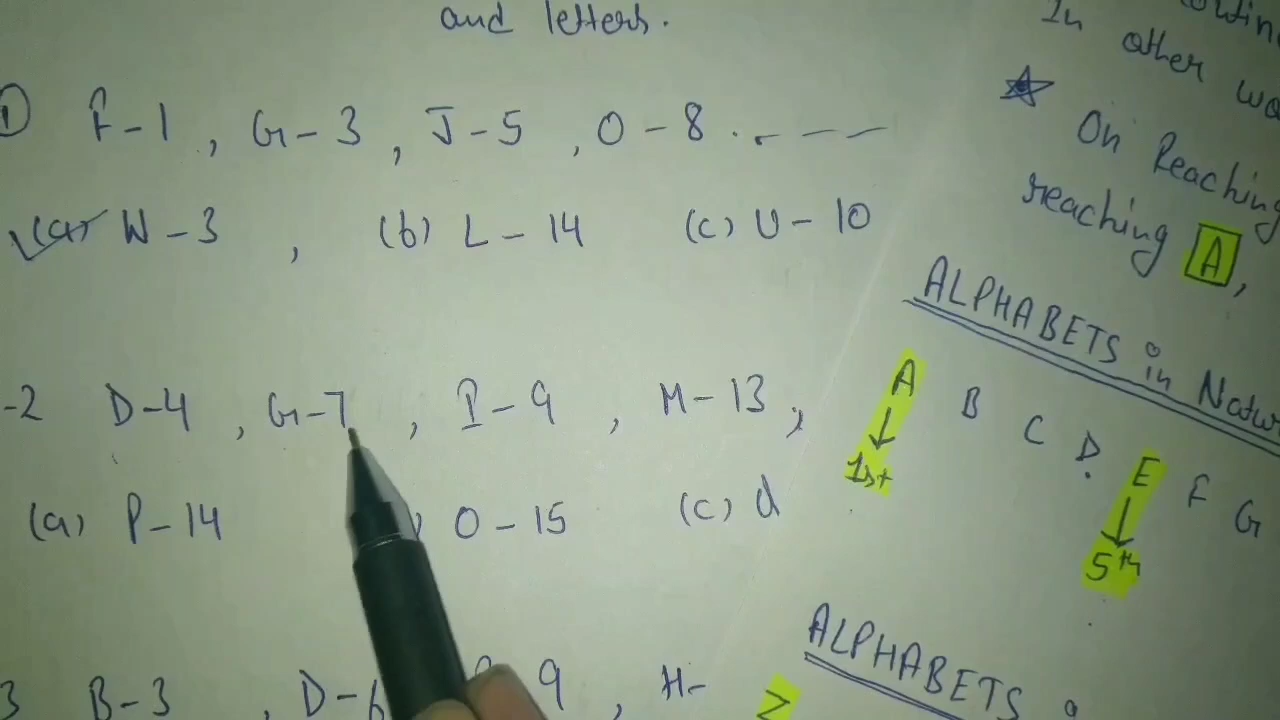 and letters.
1 F-1, G-3, J-5, O-8 . - - - -
(a) W-3, (b) L-14 (c) U-10
-2 D-4, G-7, I-9, M-13,
(a) P-14 ) O-15 (c) d
3 B-3, D-6 9, H-
In other
On Reaching
reaching A,
ALPHABETS in
A B C D. E F G
1st 5th
ALPHABETS
Z